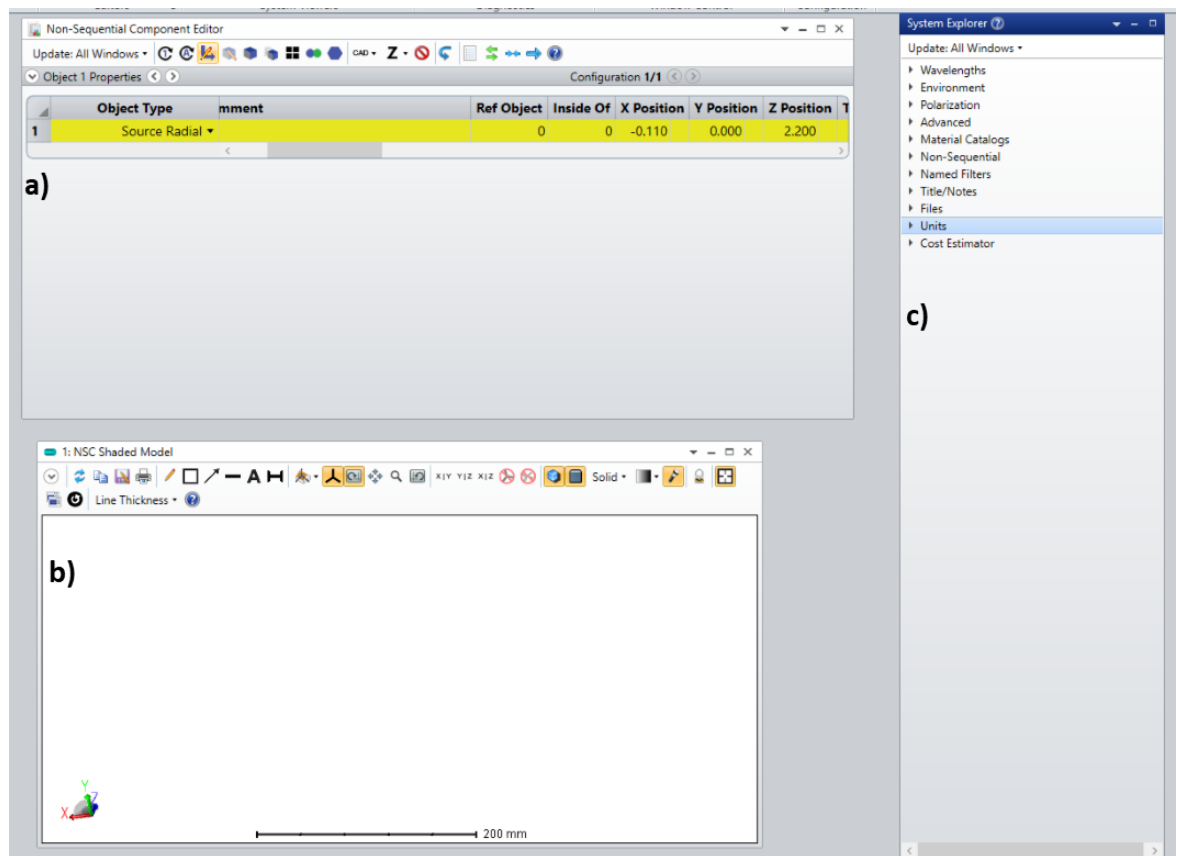 Non-Sequential Component Editor
Update: All Windows
CAD Z
Object 1 Properties Configuration 1/1
Object Type mment Ref Object Inside Of X Position Y Position Z Position T
1 Source Radial 0 0 -0.110 0.000 2.200
a)
1: NSC Shaded Model
A H X|Y Y|Z X|Z Solid
Line Thickness
b)
Y
Z
X
200 mm
System Explorer
Update: All Windows
Wavelengths
Environment
Polarization
Advanced
Material Catalogs
Non-Sequential
Named Filters
Title/Notes
Files
Units
Cost Estimator
c)